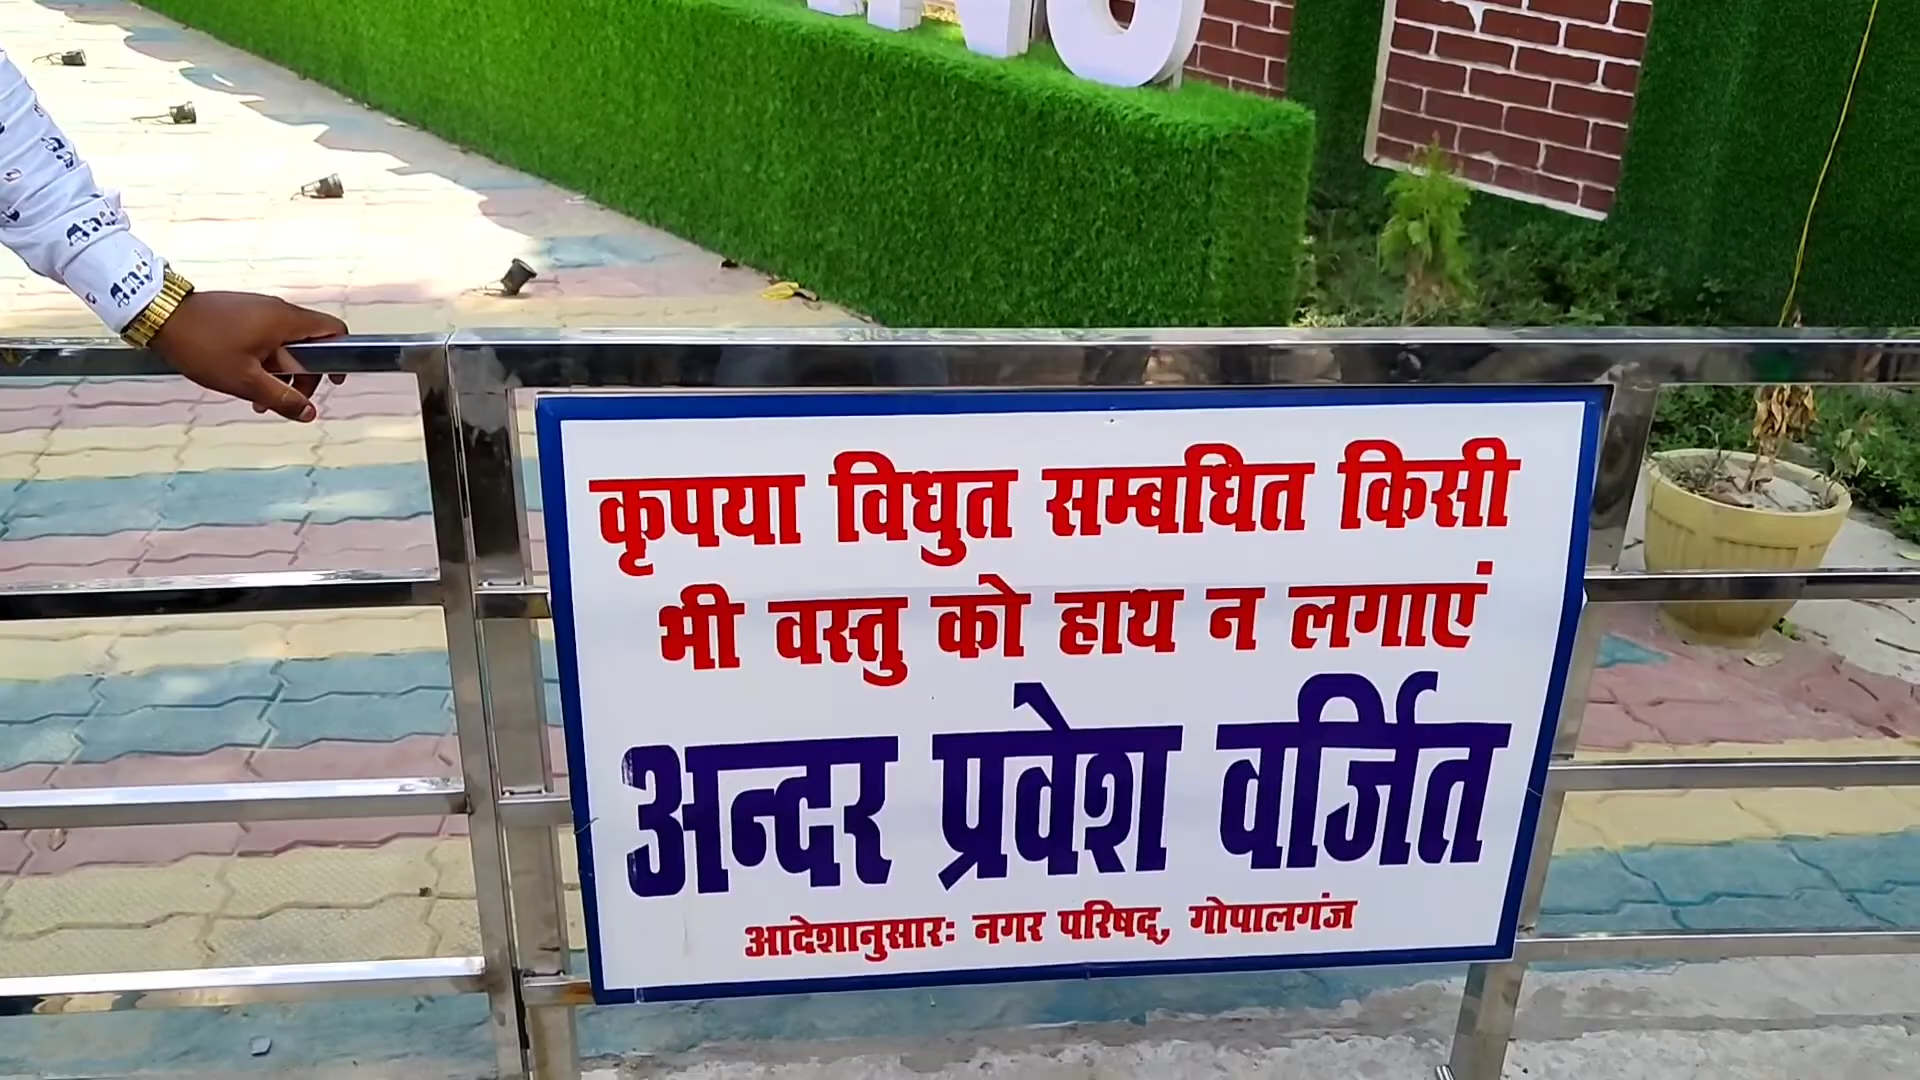 कृपया विधुत सम्बधित किसी
भी वस्तु को हाथ न लगाएं
अन्दर प्रवेश वर्जित
आदेशानुसारः नगर परिषद्, गोपालगंज